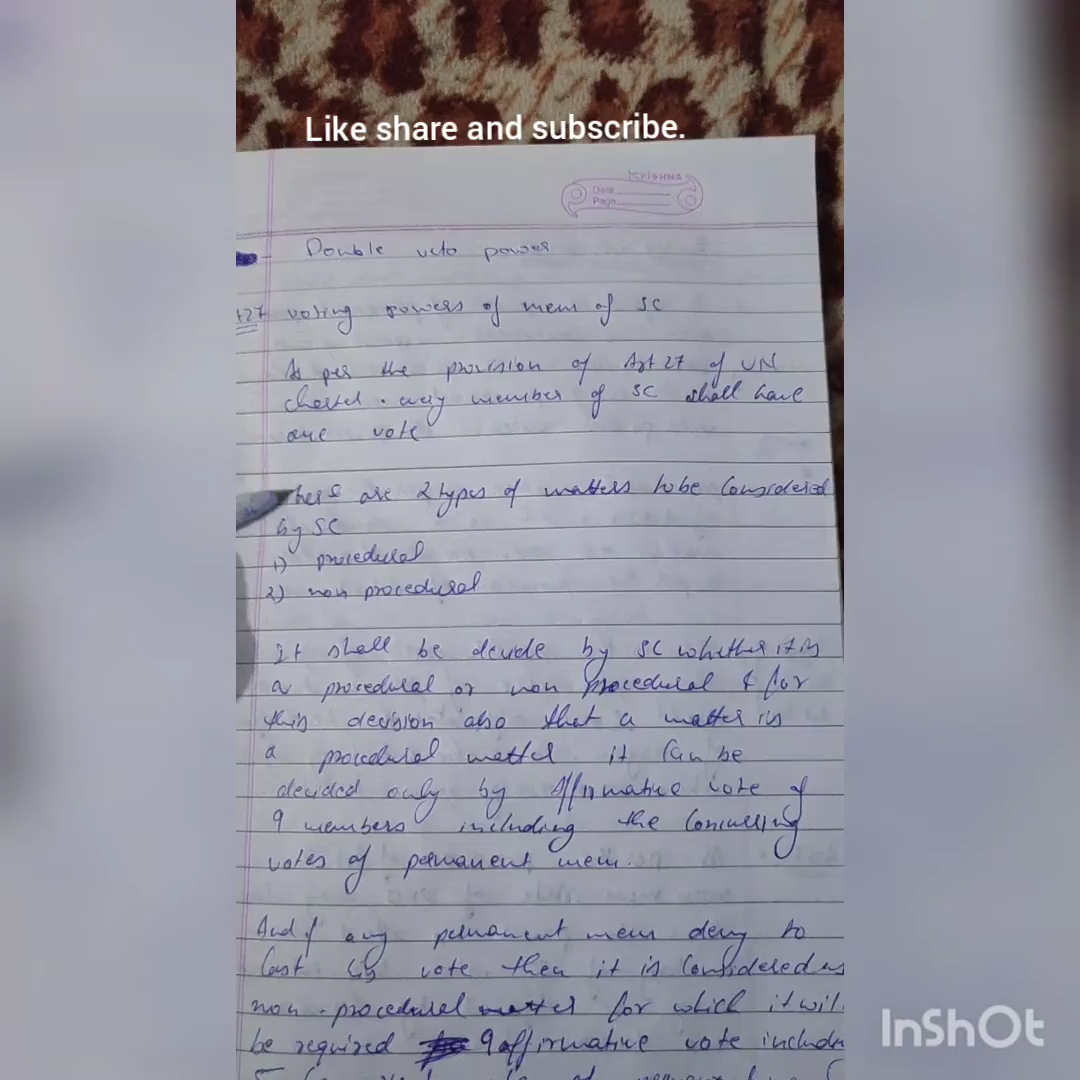 Like share and subscribe.
KRISHNA
Date
Page
Double veto power
27 voting powers of mem of SC
As per the provision of Art 27 of UN
every member of SC shall have
one vote
There are 2 types of matters to be Considered
by SC
1) procedural
2) non procedural
It shall be decide by SC whether it is
a procedural or non procedural & for
this decision also that a matter is
a procedural matter it Can be
decided only by Affirmative vote of
9 members including the Concurring
votes of permanent mem.
And if any permanent mem deny to
Cast his vote then it is Considered as
non-procedural matter for which it will
be required 9 affirmative vote includin
InShOt